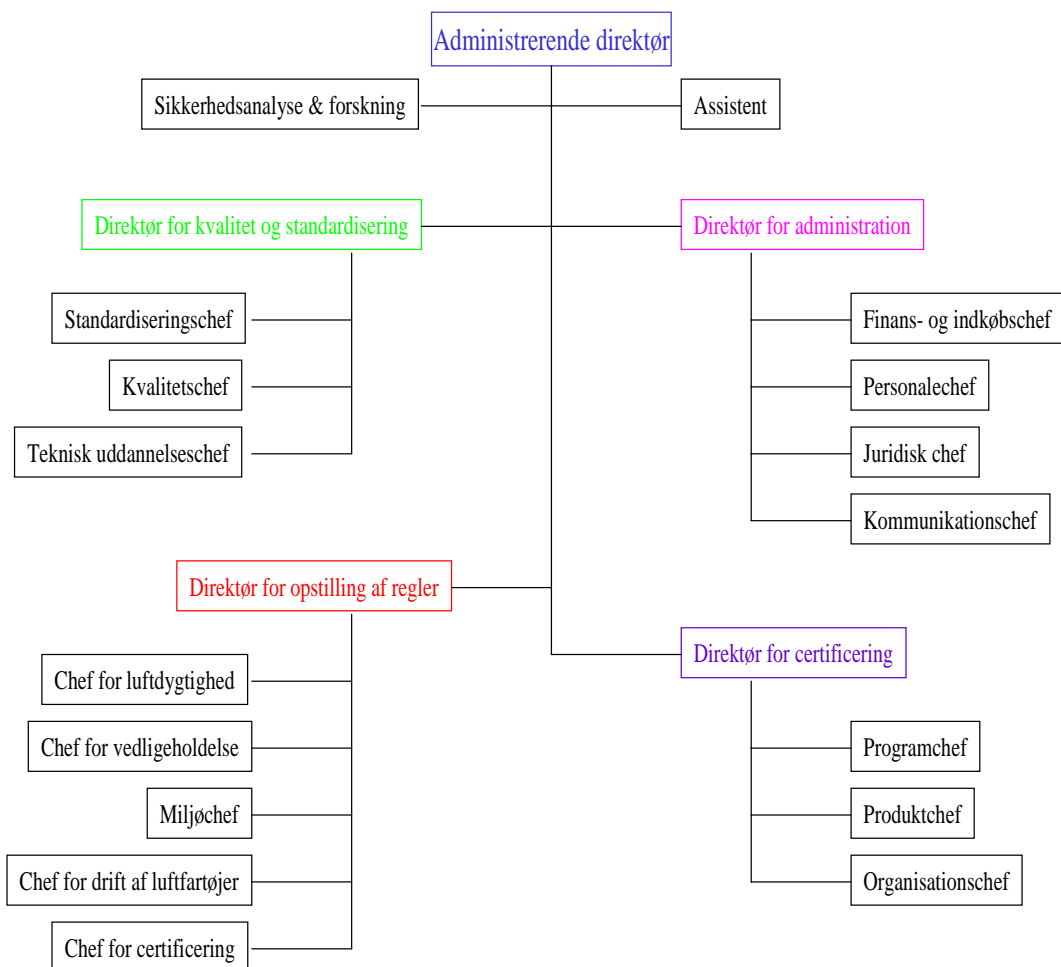 Administrerende direktør
Sikkerhedsanalyse & forskning
Assistent
Direktør for kvalitet og standardisering
Direktør for administration
Standardiseringschef
Finans- og indkøbschef
Kvalitetschef
Personalechef
Teknisk uddannelseschef
Juridisk chef
Kommunikationschef
Direktør for opstilling af regler
Direktør for certificering
Chef for luftdygtighed
Chef for vedligeholdelse
Programchef
Miljøchef
Produktchef
Chef for drift af luftfartøjer
Organisationschef
Chef for certificering